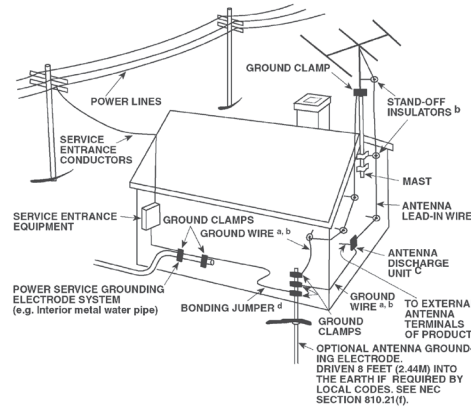 GROUND CLAMP
POWER LINES
STAND-OFF
INSULATORS b
SERVICE
ENTRANCE
CONDUCTORS
MAST
ANTENNA
LEAD-IN WIRE
SERVICE ENTRANCE
EQUIPMENT
GROUND CLAMPS
GROUND WIRE a, b
ANTENNA
DISCHARGE
UNIT C
POWER SERVICE GROUNDING
ELECTRODE SYSTEM
(e.g. Interior metal water pipe)
BONDING JUMPER d
GROUND
WIRE a, b
GROUND
CLAMPS
TO EXTERNA
ANTENNA
TERMINALS
OF PRODUCT
OPTIONAL ANTENNA GROUND-
ING ELECTRODE.
DRIVEN 8 FEET (2.44M) INTO
THE EARTH IF REQUIRED BY
LOCAL CODES. SEE NEC
SECTION 810.21(f).